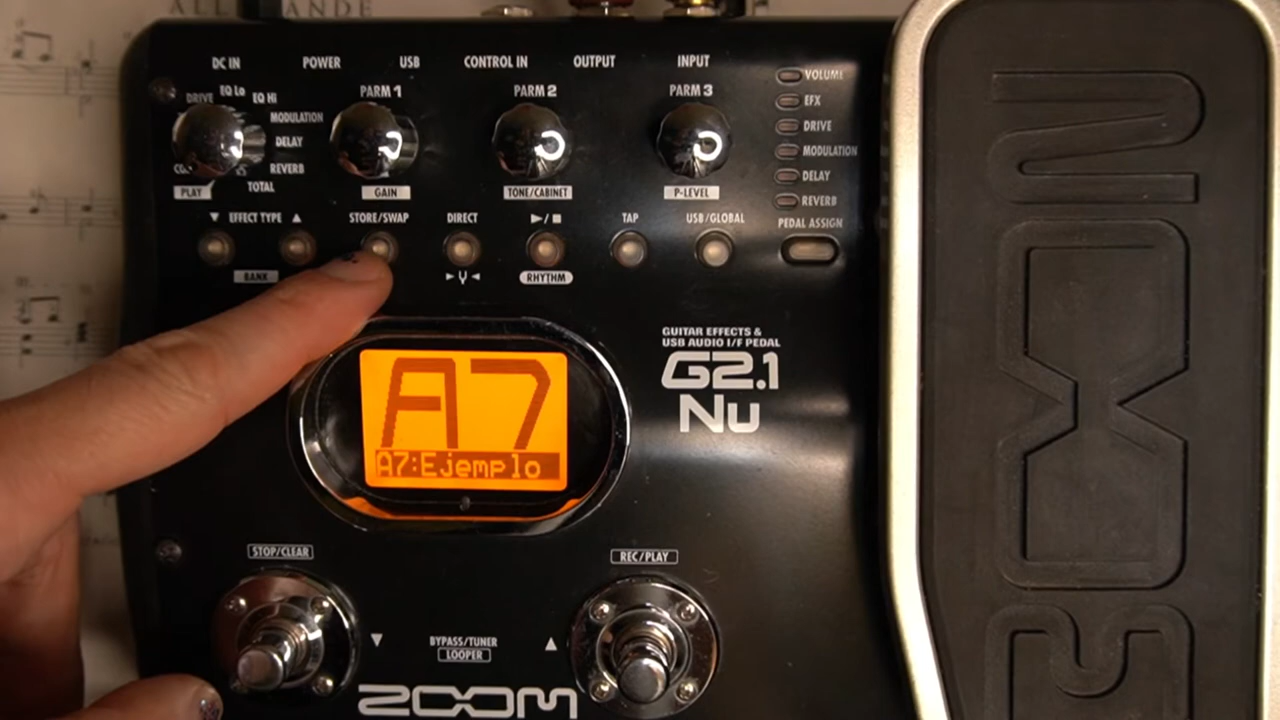 DC IN POWER USB CONTROL IN OUTPUT INPUT
DRIVE EQ Lo EQ Hi
MODULATION
DELAY
REVERB
TOTAL
PLAY
PARM 1 PARM 2 PARM 3
GAIN TONE/CABINET P-LEVEL
VOLUME
EFX
DRIVE
MODULATION
DELAY
REVERB
PEDAL ASSIGN
▼ EFFECT TYPE ▲ STORE/SWAP DIRECT ►/■ TAP USB/GLOBAL
BANK RHYTHM
GUITAR EFFECTS &
USB AUDIO I/F PEDAL
G2.1
Nu
A7
A7:Ejemplo
STOP/CLEAR REC/PLAY
▼ BYPASS/TUNER ▲
LOOPER
ZOOM
ZOOM